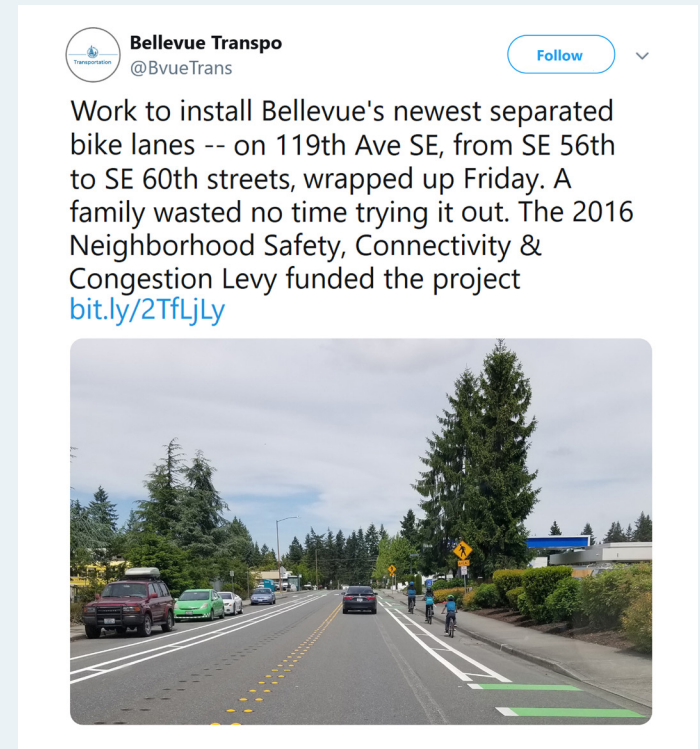 Transportation
Bellevue Transpo
@BvueTrans
Follow
Work to install Bellevue's newest separated
bike lanes -- on 119th Ave SE, from SE 56th
to SE 60th streets, wrapped up Friday. A
family wasted no time trying it out. The 2016
Neighborhood Safety, Connectivity &
Congestion Levy funded the project
bit.ly/2TfLjLy